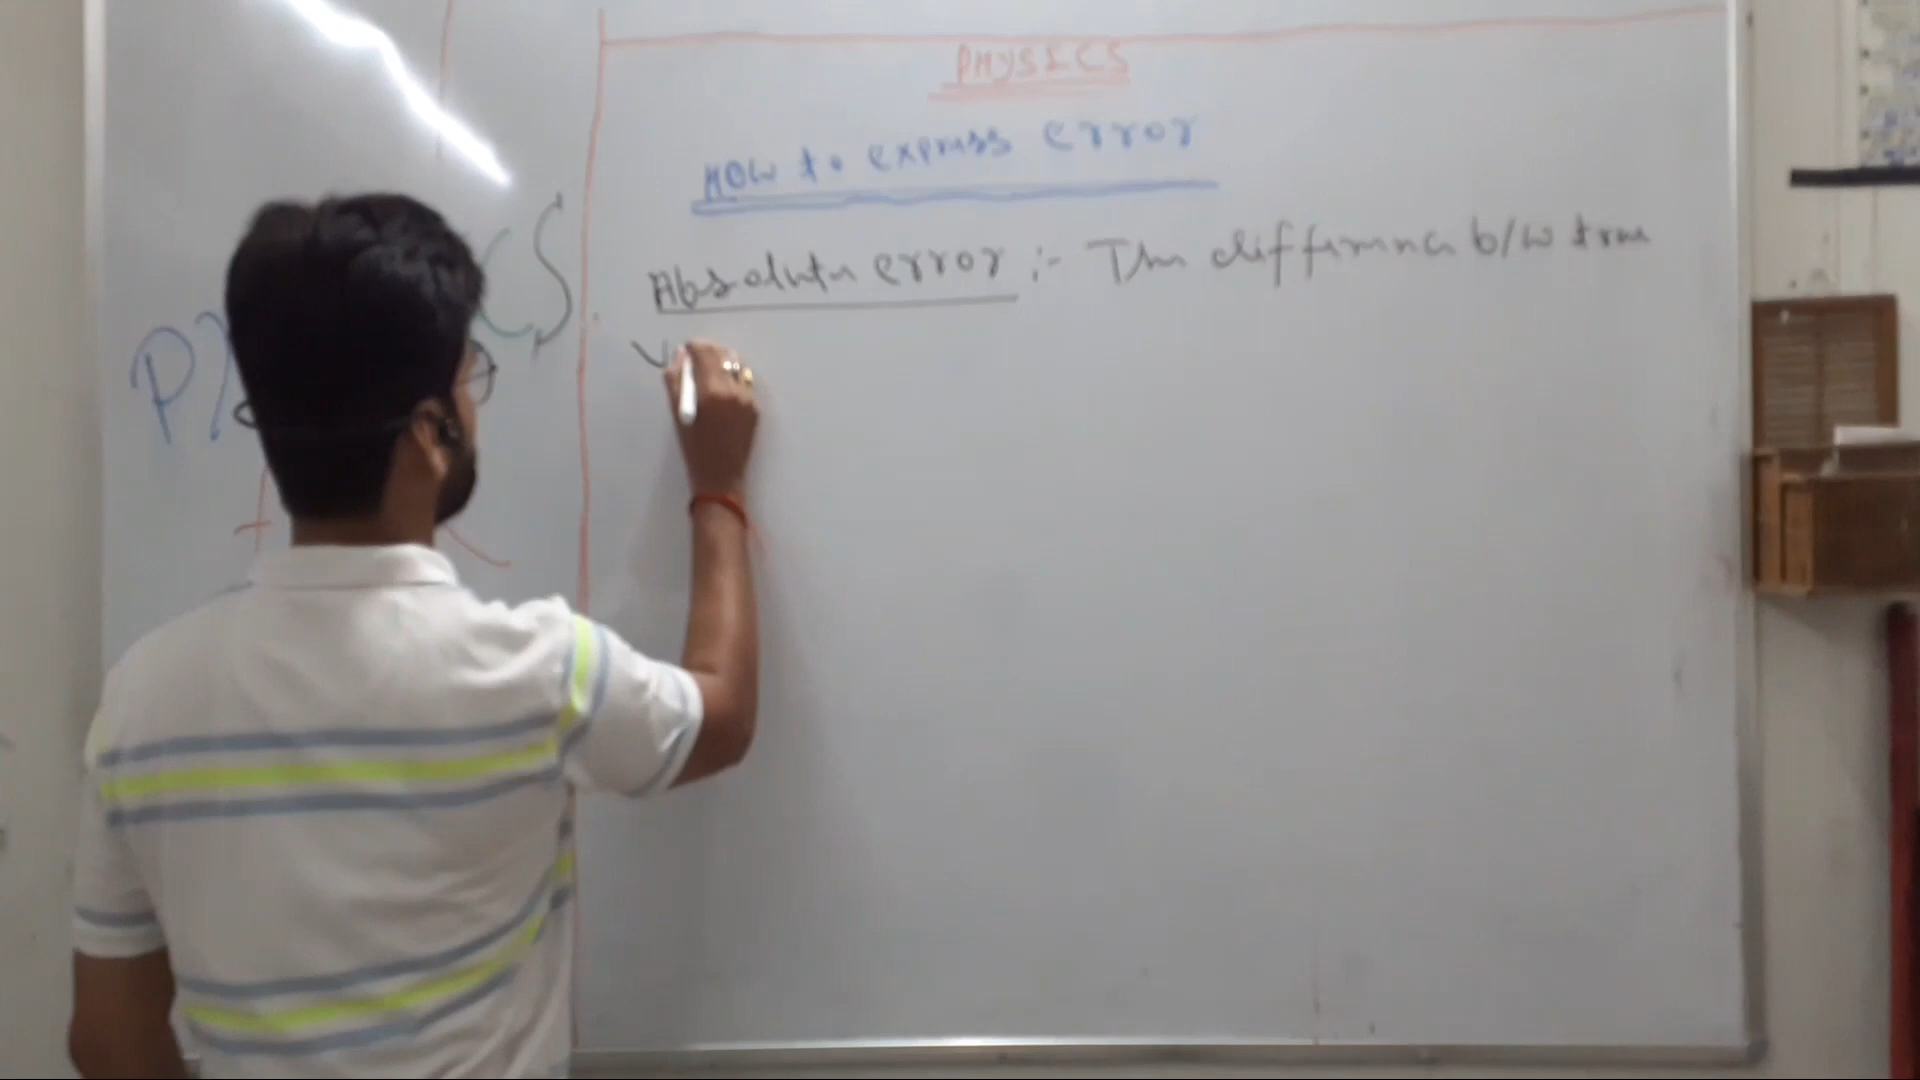 PHYSICS
HOW to express error
Absolute error :- The difference b/w true